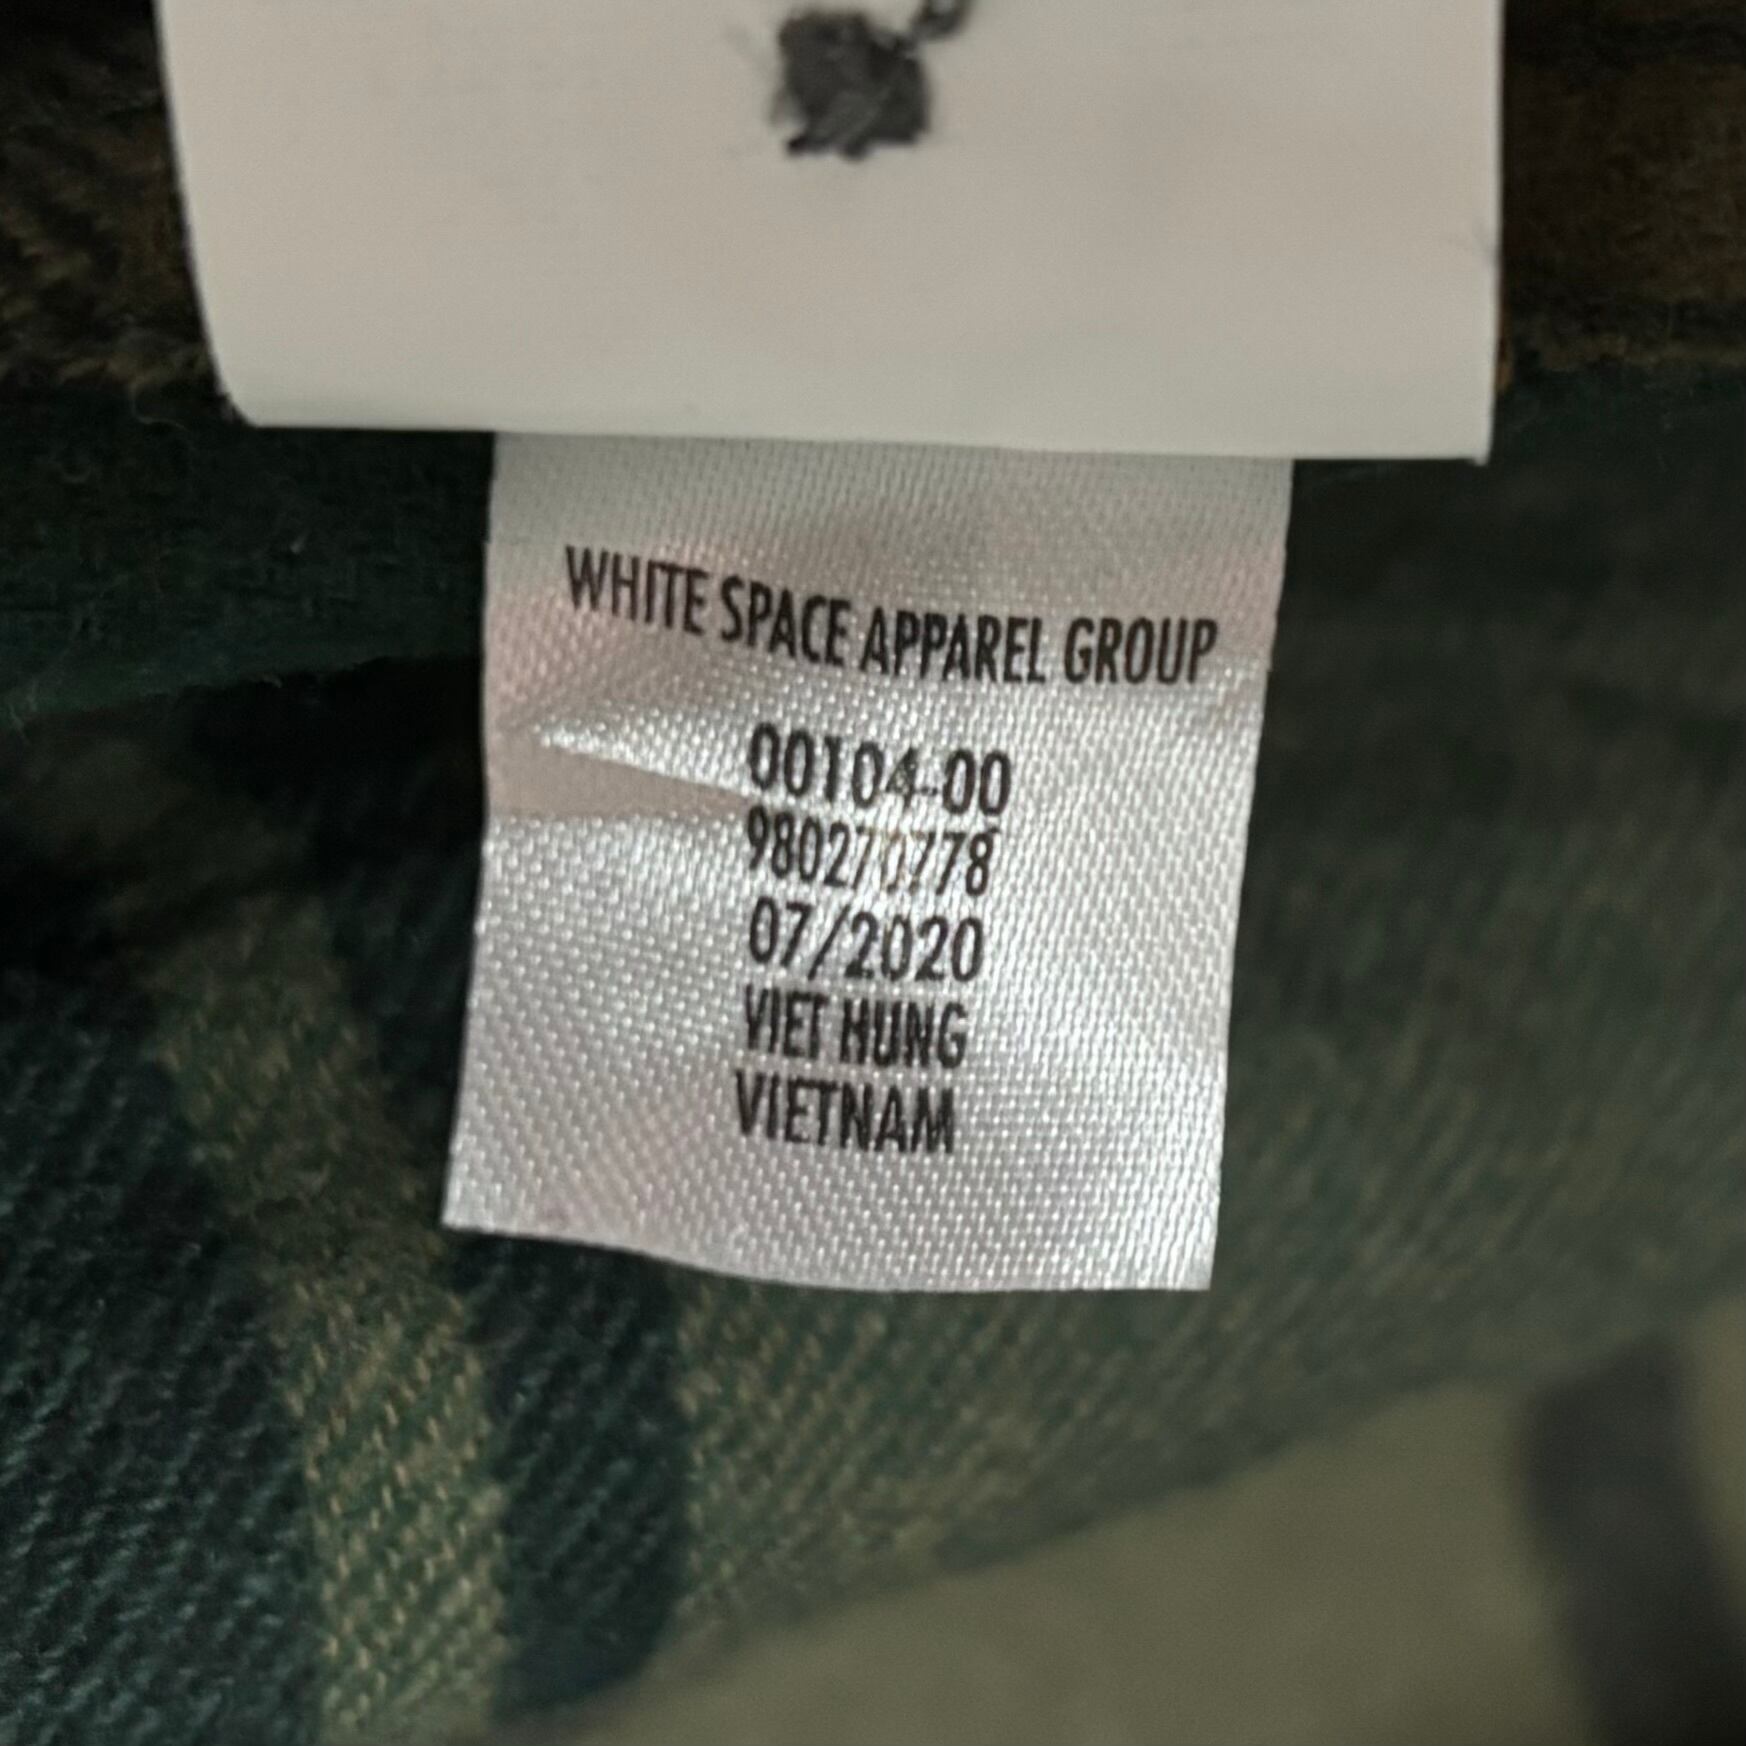 WHITE SPACE APPAREL GROUP
00104-00
980270778
07/2020
VIET HUNG
VIETNAM